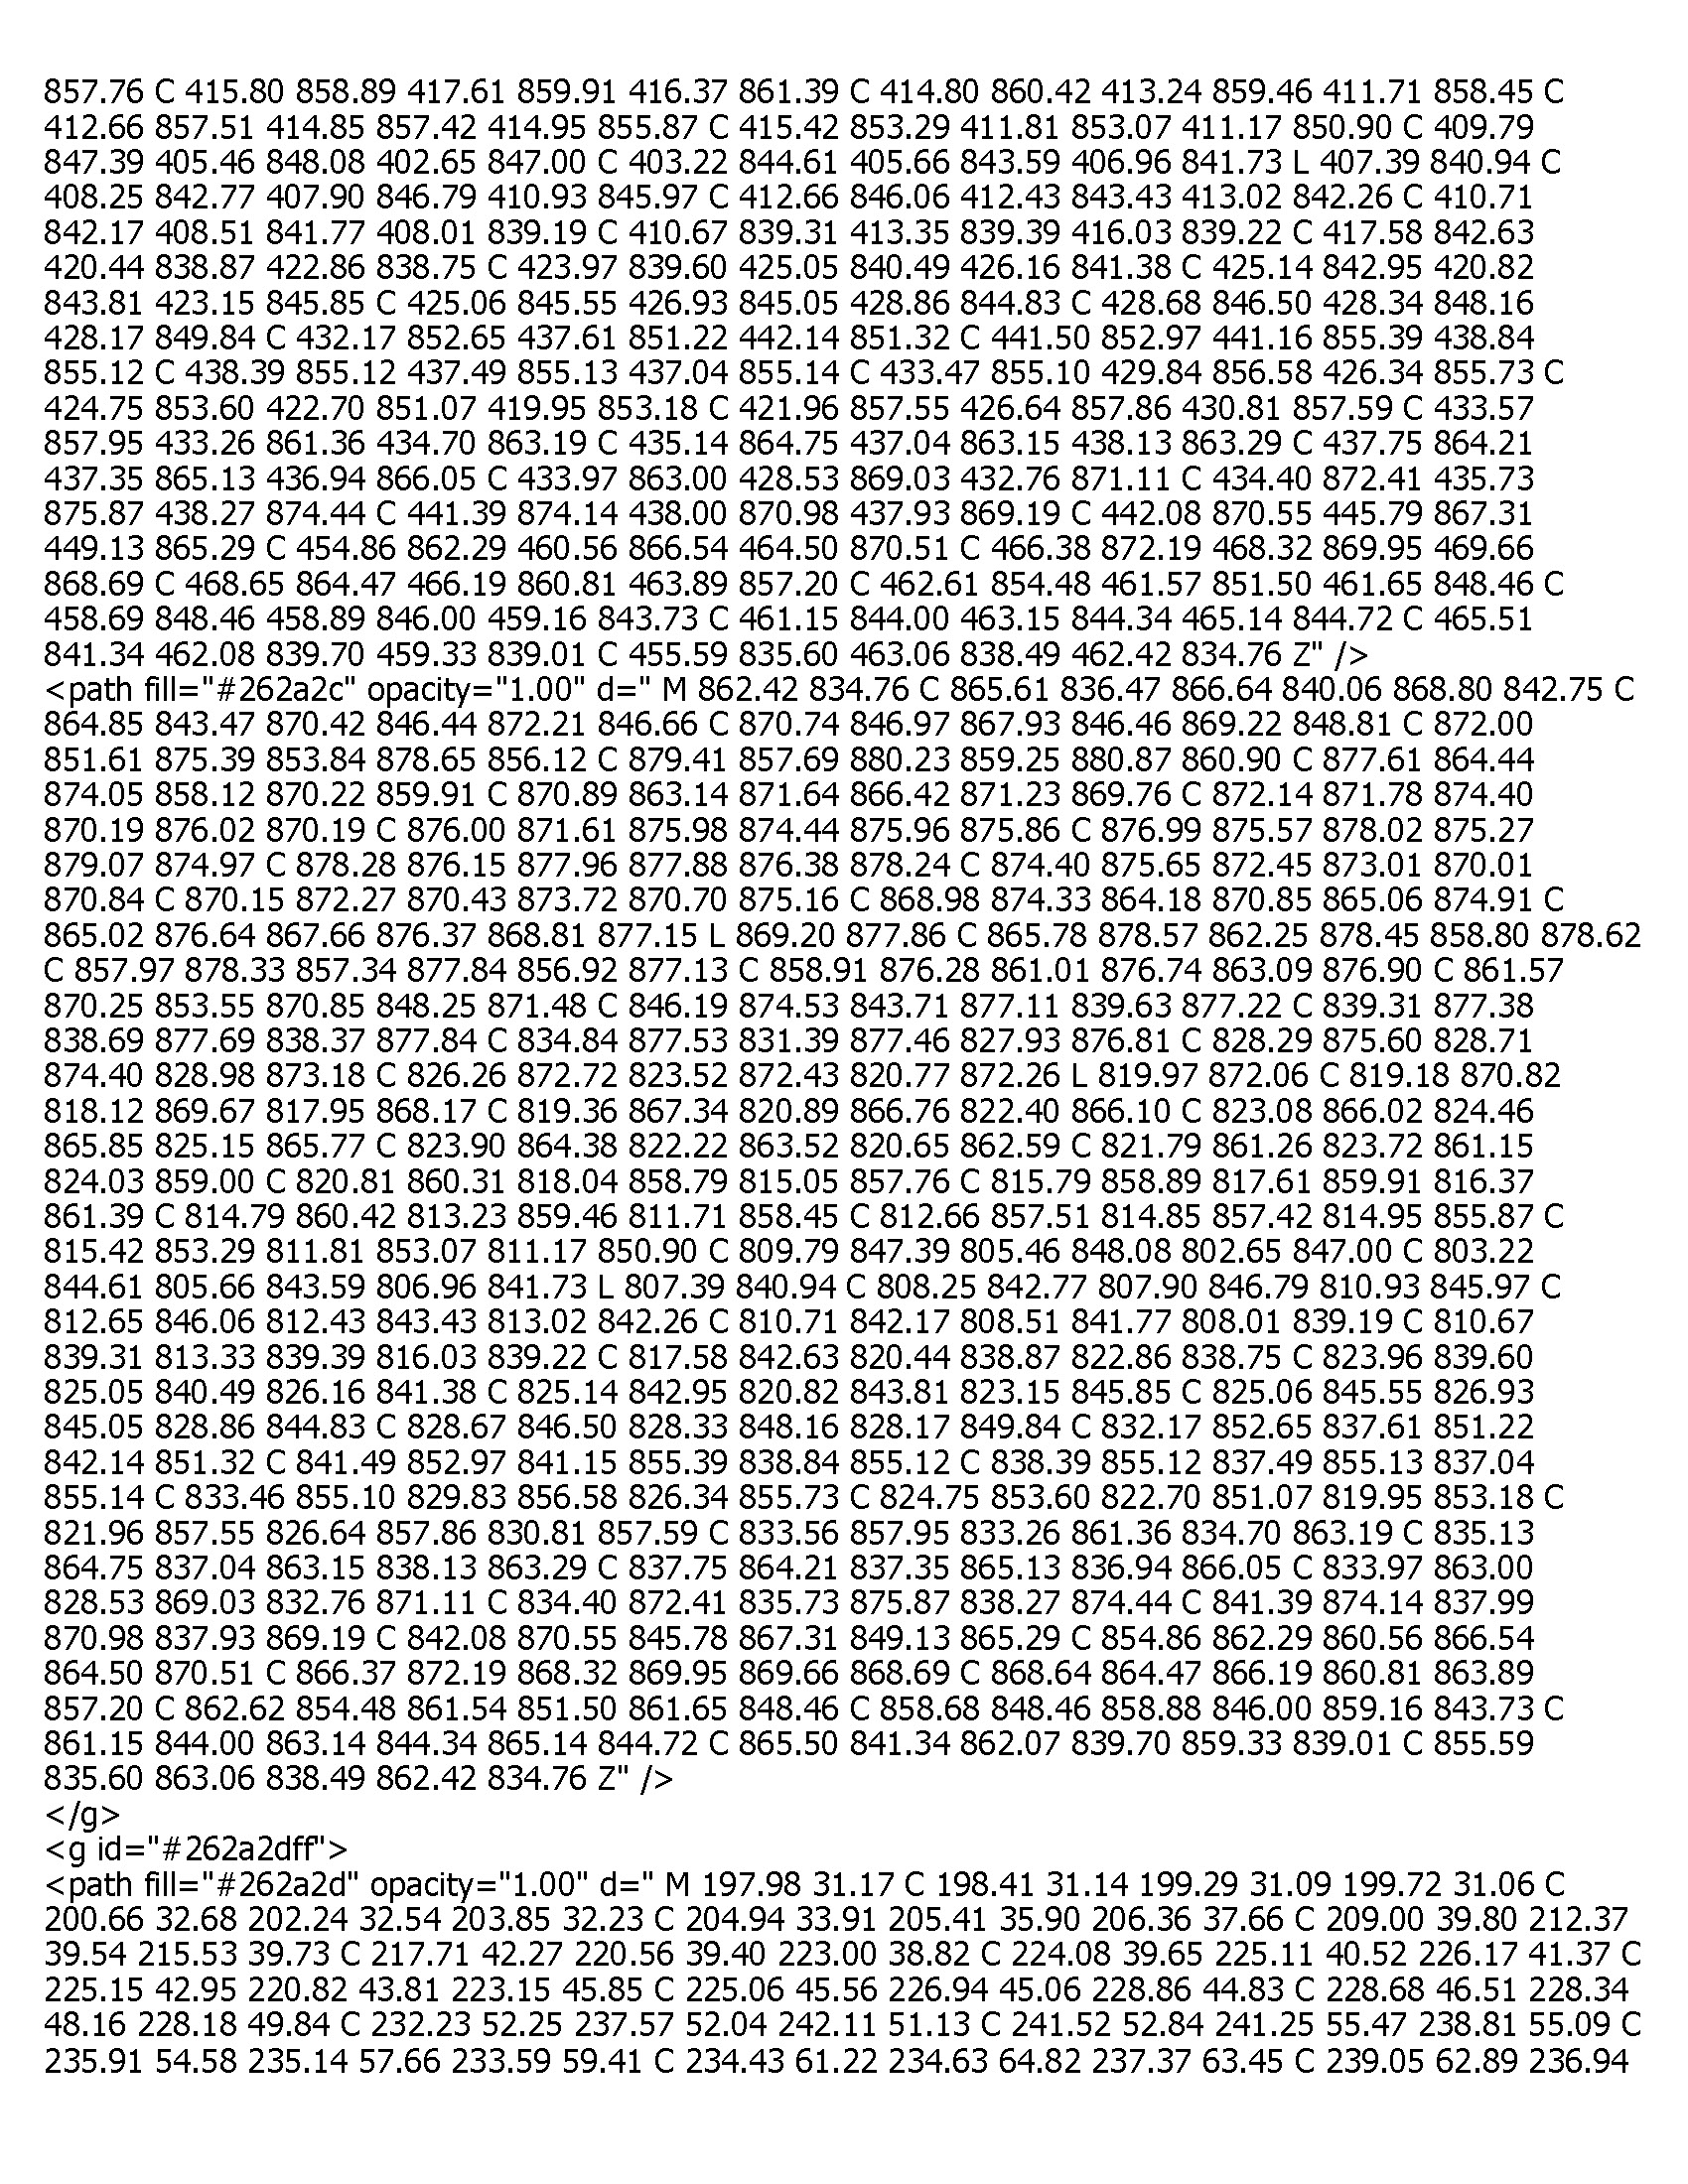 857.76 C 415.80 858.89 417.61 859.91 416.37 861.39 C 414.80 860.42 413.24 859.46 411.71 858.45 C
412.66 857.51 414.85 857.42 414.95 855.87 C 415.42 853.29 411.81 853.07 411.17 850.90 C 409.79
847.39 405.46 848.08 402.65 847.00 C 403.22 844.61 405.66 843.59 406.96 841.73 L 407.39 840.94 C
408.25 842.77 407.90 846.79 410.93 845.97 C 412.66 846.06 412.43 843.43 413.02 842.26 C 410.71
842.17 408.51 841.77 408.01 839.19 C 410.67 839.31 413.35 839.39 416.03 839.22 C 417.58 842.63
420.44 838.87 422.86 838.75 C 423.97 839.60 425.05 840.49 426.16 841.38 C 425.14 842.95 420.82
843.81 423.15 845.85 C 425.06 845.55 426.93 845.05 428.86 844.83 C 428.68 846.50 428.34 848.16
428.17 849.84 C 432.17 852.65 437.61 851.22 442.14 851.32 C 441.50 852.97 441.16 855.39 438.84
855.12 C 438.39 855.12 437.49 855.13 437.04 855.14 C 433.47 855.10 429.84 856.58 426.34 855.73 C
424.75 853.60 422.70 851.07 419.95 853.18 C 421.96 857.55 426.64 857.86 430.81 857.59 C 433.57
857.95 433.26 861.36 434.70 863.19 C 435.14 864.75 437.04 863.15 438.13 863.29 C 437.75 864.21
437.35 865.13 436.94 866.05 C 433.97 863.00 428.53 869.03 432.76 871.11 C 434.40 872.41 435.73
875.87 438.27 874.44 C 441.39 874.14 438.00 870.98 437.93 869.19 C 442.08 870.55 445.79 867.31
449.13 865.29 C 454.86 862.29 460.56 866.54 464.50 870.51 C 466.38 872.19 468.32 869.95 469.66
868.69 C 468.65 864.47 466.19 860.81 463.89 857.20 C 462.61 854.48 461.57 851.50 461.65 848.46 C
458.69 848.46 458.89 846.00 459.16 843.73 C 461.15 844.00 463.15 844.34 465.14 844.72 C 465.51
841.34 462.08 839.70 459.33 839.01 C 455.59 835.60 463.06 838.49 462.42 834.76 Z" />
<path fill="#262a2c" opacity="1.00" d=" M 862.42 834.76 C 865.61 836.47 866.64 840.06 868.80 842.75 C
864.85 843.47 870.42 846.44 872.21 846.66 C 870.74 846.97 867.93 846.46 869.22 848.81 C 872.00
851.61 875.39 853.84 878.65 856.12 C 879.41 857.69 880.23 859.25 880.87 860.90 C 877.61 864.44
874.05 858.12 870.22 859.91 C 870.89 863.14 871.64 866.42 871.23 869.76 C 872.14 871.78 874.40
870.19 876.02 870.19 C 876.00 871.61 875.98 874.44 875.96 875.86 C 876.99 875.57 878.02 875.27
879.07 874.97 C 878.28 876.15 877.96 877.88 876.38 878.24 C 874.40 875.65 872.45 873.01 870.01
870.84 C 870.15 872.27 870.43 873.72 870.70 875.16 C 868.98 874.33 864.18 870.85 865.06 874.91 C
865.02 876.64 867.66 876.37 868.81 877.15 L 869.20 877.86 C 865.78 878.57 862.25 878.45 858.80 878.62
C 857.97 878.33 857.34 877.84 856.92 877.13 C 858.91 876.28 861.01 876.74 863.09 876.90 C 861.57
870.25 853.55 870.85 848.25 871.48 C 846.19 874.53 843.71 877.11 839.63 877.22 C 839.31 877.38
838.69 877.69 838.37 877.84 C 834.84 877.53 831.39 877.46 827.93 876.81 C 828.29 875.60 828.71
874.40 828.98 873.18 C 826.26 872.72 823.52 872.43 820.77 872.26 L 819.97 872.06 C 819.18 870.82
818.12 869.67 817.95 868.17 C 819.36 867.34 820.89 866.76 822.40 866.10 C 823.08 866.02 824.46
865.85 825.15 865.77 C 823.90 864.38 822.22 863.52 820.65 862.59 C 821.79 861.26 823.72 861.15
824.03 859.00 C 820.81 860.31 818.04 858.79 815.05 857.76 C 815.79 858.89 817.61 859.91 816.37
861.39 C 814.79 860.42 813.23 859.46 811.71 858.45 C 812.66 857.51 814.85 857.42 814.95 855.87 C
815.42 853.29 811.81 853.07 811.17 850.90 C 809.79 847.39 805.46 848.08 802.65 847.00 C 803.22
844.61 805.66 843.59 806.96 841.73 L 807.39 840.94 C 808.25 842.77 807.90 846.79 810.93 845.97 C
812.65 846.06 812.43 843.43 813.02 842.26 C 810.71 842.17 808.51 841.77 808.01 839.19 C 810.67
839.31 813.33 839.39 816.03 839.22 C 817.58 842.63 820.44 838.87 822.86 838.75 C 823.96 839.60
825.05 840.49 826.16 841.38 C 825.14 842.95 820.82 843.81 823.15 845.85 C 825.06 845.55 826.93
845.05 828.86 844.83 C 828.67 846.50 828.33 848.16 828.17 849.84 C 832.17 852.65 837.61 851.22
842.14 851.32 C 841.49 852.97 841.15 855.39 838.84 855.12 C 838.39 855.12 837.49 855.13 837.04
855.14 C 833.46 855.10 829.83 856.58 826.34 855.73 C 824.75 853.60 822.70 851.07 819.95 853.18 C
821.96 857.55 826.64 857.86 830.81 857.59 C 833.56 857.95 833.26 861.36 834.70 863.19 C 835.13
864.75 837.04 863.15 838.13 863.29 C 837.75 864.21 837.35 865.13 836.94 866.05 C 833.97 863.00
828.53 869.03 832.76 871.11 C 834.40 872.41 835.73 875.87 838.27 874.44 C 841.39 874.14 837.99
870.98 837.93 869.19 C 842.08 870.55 845.78 867.31 849.13 865.29 C 854.86 862.29 860.56 866.54
864.50 870.51 C 866.37 872.19 868.32 869.95 869.66 868.69 C 868.64 864.47 866.19 860.81 863.89
857.20 C 862.62 854.48 861.54 851.50 861.65 848.46 C 858.68 848.46 858.88 846.00 859.16 843.73 C
861.15 844.00 863.14 844.34 865.14 844.72 C 865.50 841.34 862.07 839.70 859.33 839.01 C 855.59
835.60 863.06 838.49 862.42 834.76 Z" />
</g>
<g id="#262a2dff">
<path fill="#262a2d" opacity="1.00" d=" M 197.98 31.17 C 198.41 31.14 199.29 31.09 199.72 31.06 C
200.66 32.68 202.24 32.54 203.85 32.23 C 204.94 33.91 205.41 35.90 206.36 37.66 C 209.00 39.80 212.37
39.54 215.53 39.73 C 217.71 42.27 220.56 39.40 223.00 38.82 C 224.08 39.65 225.11 40.52 226.17 41.37 C
225.15 42.95 220.82 43.81 223.15 45.85 C 225.06 45.56 226.94 45.06 228.86 44.83 C 228.68 46.51 228.34
48.16 228.18 49.84 C 232.23 52.25 237.57 52.04 242.11 51.13 C 241.52 52.84 241.25 55.47 238.81 55.09 C
235.91 54.58 235.14 57.66 233.59 59.41 C 234.43 61.22 234.63 64.82 237.37 63.45 C 239.05 62.89 236.94